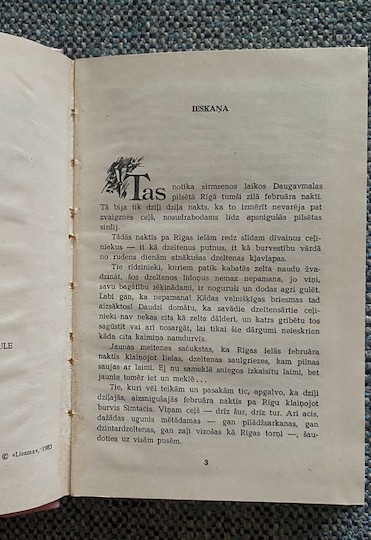 ULE
© «Liesma», 1983
IESKAŅA
Tas notika sirmsenos laikos Daugavmalas
pilsētā Rīgā tumši zilā februāra naktī.
Tā bija tik dziļi dziļa nakts, ka to izmērīt nevarēja pat
zvaigznes ceļā, nosudrabodams līdz apsnigušās pilsētas
sirdij.
Tādās naktīs pa Rīgas ielām redz slīdam dīvainus ceļi-
niekus — it kā dzeltenus putnus, it kā burvestību vārdā
no rudens dienām atnākušas dzeltenas kļavlapas.
Tie rīdzinieki, kuriem patīk kabatās zelta naudu žva-
dzināt, šos dzeltenos lidoņus nemaz nepamana, jo viņi,
savu bagātību rēķinādami, ir noguruši un dodas agri gulēt.
Labi gan, ka nepamana! Kādas velnišķīgas briesmas tad
aizsāktos! Daudzi domātu, ka savādie dzeltensārtie ceļi-
nieki nav nekas cits kā zelta dālderi, un katrs gribētu tos
sagūstīt vai arī nosargāt, lai tikai šie dārgumi neieskrien
kāda cita kaimiņa namdurvīs.
Jaunas meitenes sačukstas, ka Rīgas ielās februāra
naktīs klaiņojot lielas, dzeltenas saulgriezes, kam pilnas
saujas ar laimi. Ej nu sameklē sniegos izkaisītu laimi, bet
jaunie tomēr iet un meklē...
Tie, kuri vēl teikām un pasakām tic, apgalvo, ka dziļi
dziļajās, aizsnigušajās februāra naktīs pa Rīgu klaiņojot
burvis Simtacis. Viņam ceļā — drīz šur, drīz tur. Arī acis,
dažādas ugunis mētādamas — gan pīlādžsarkanas, gan
dzintardzeltenas, gan zaļi vizošas kā Rīgas torņi —, šau-
doties uz visām pusēm.
3